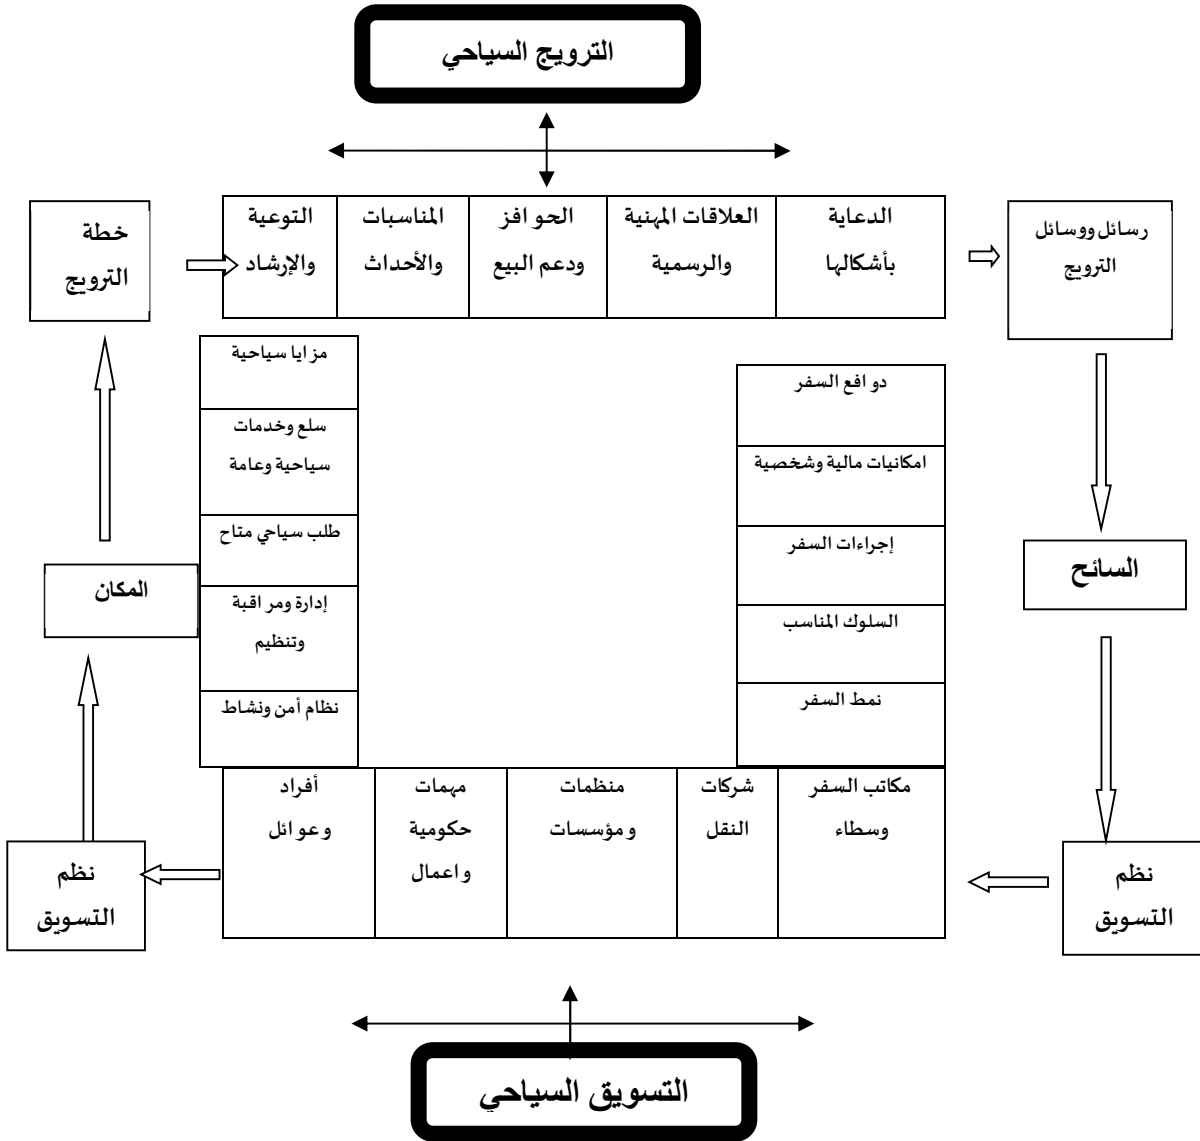 الترويج السياحي
رسائل ووسائل
الترويج
الدعاية
بأشكالها
العلاقات المهنية
والرسمية
الحوافز
ودعم البيع
المناسبات
والأحداث
التوعية
والإرشاد
خطة
الترويج
دوافع السفر
امكانيات مالية وشخصية
إجراءات السفر
السلوك المناسب
نمط السفر
مزايا سياحية
سلع وخدمات
سياحية وعامة
طلب سياحي متاح
إدارة ومراقبة
وتنظيم
نظام أمن ونشاط
السائح
المكان
نظم
التسويق
مكاتب السفر
وسطاء
شركات
النقل
منظمات
ومؤسسات
مهمات
حكومية
واعمال
أفراد
وعوائل
نظم
التسويق
التسويق السياحي